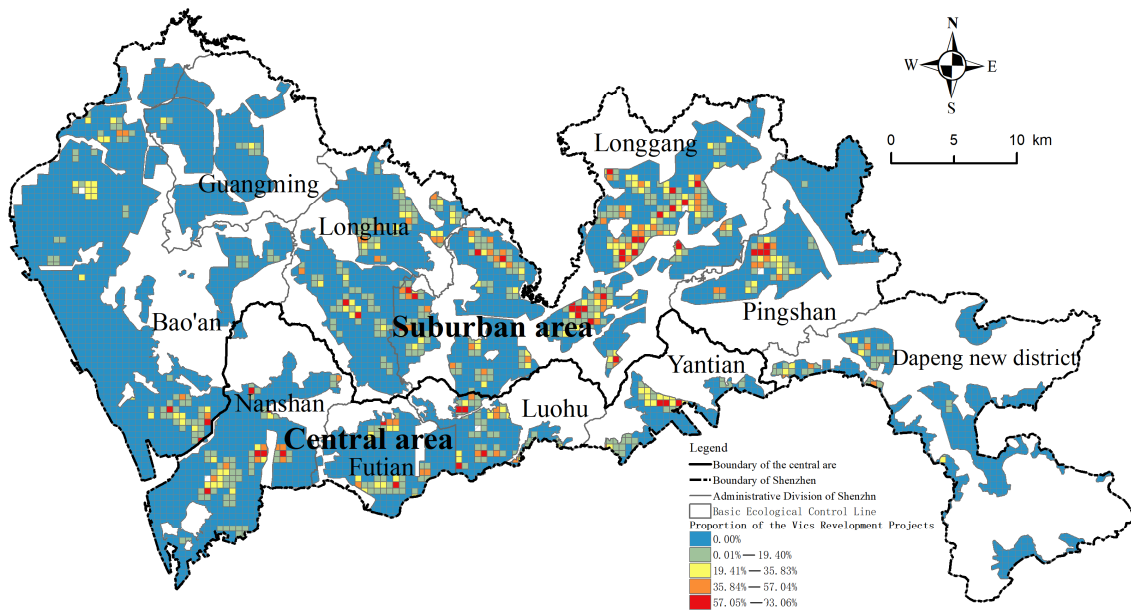 N
W
E
S
0 5 10 km
Longgang
Guangming
Longhua
Bao'an
Suburban area
Pingshan
Yantian
Dapeng new district
Nanshan
Luohu
Central area
Futian
Legend
Boundary of the central are
Boundary of Shenzhen
Administrative Division of Shenzhn
Basic Ecological Control Line
Proportion of the Vics Revelopment Projects
0.00%
0.01%—19.40%
19.41%—35.83%
35.84%—57.04%
57.05%—93.06%